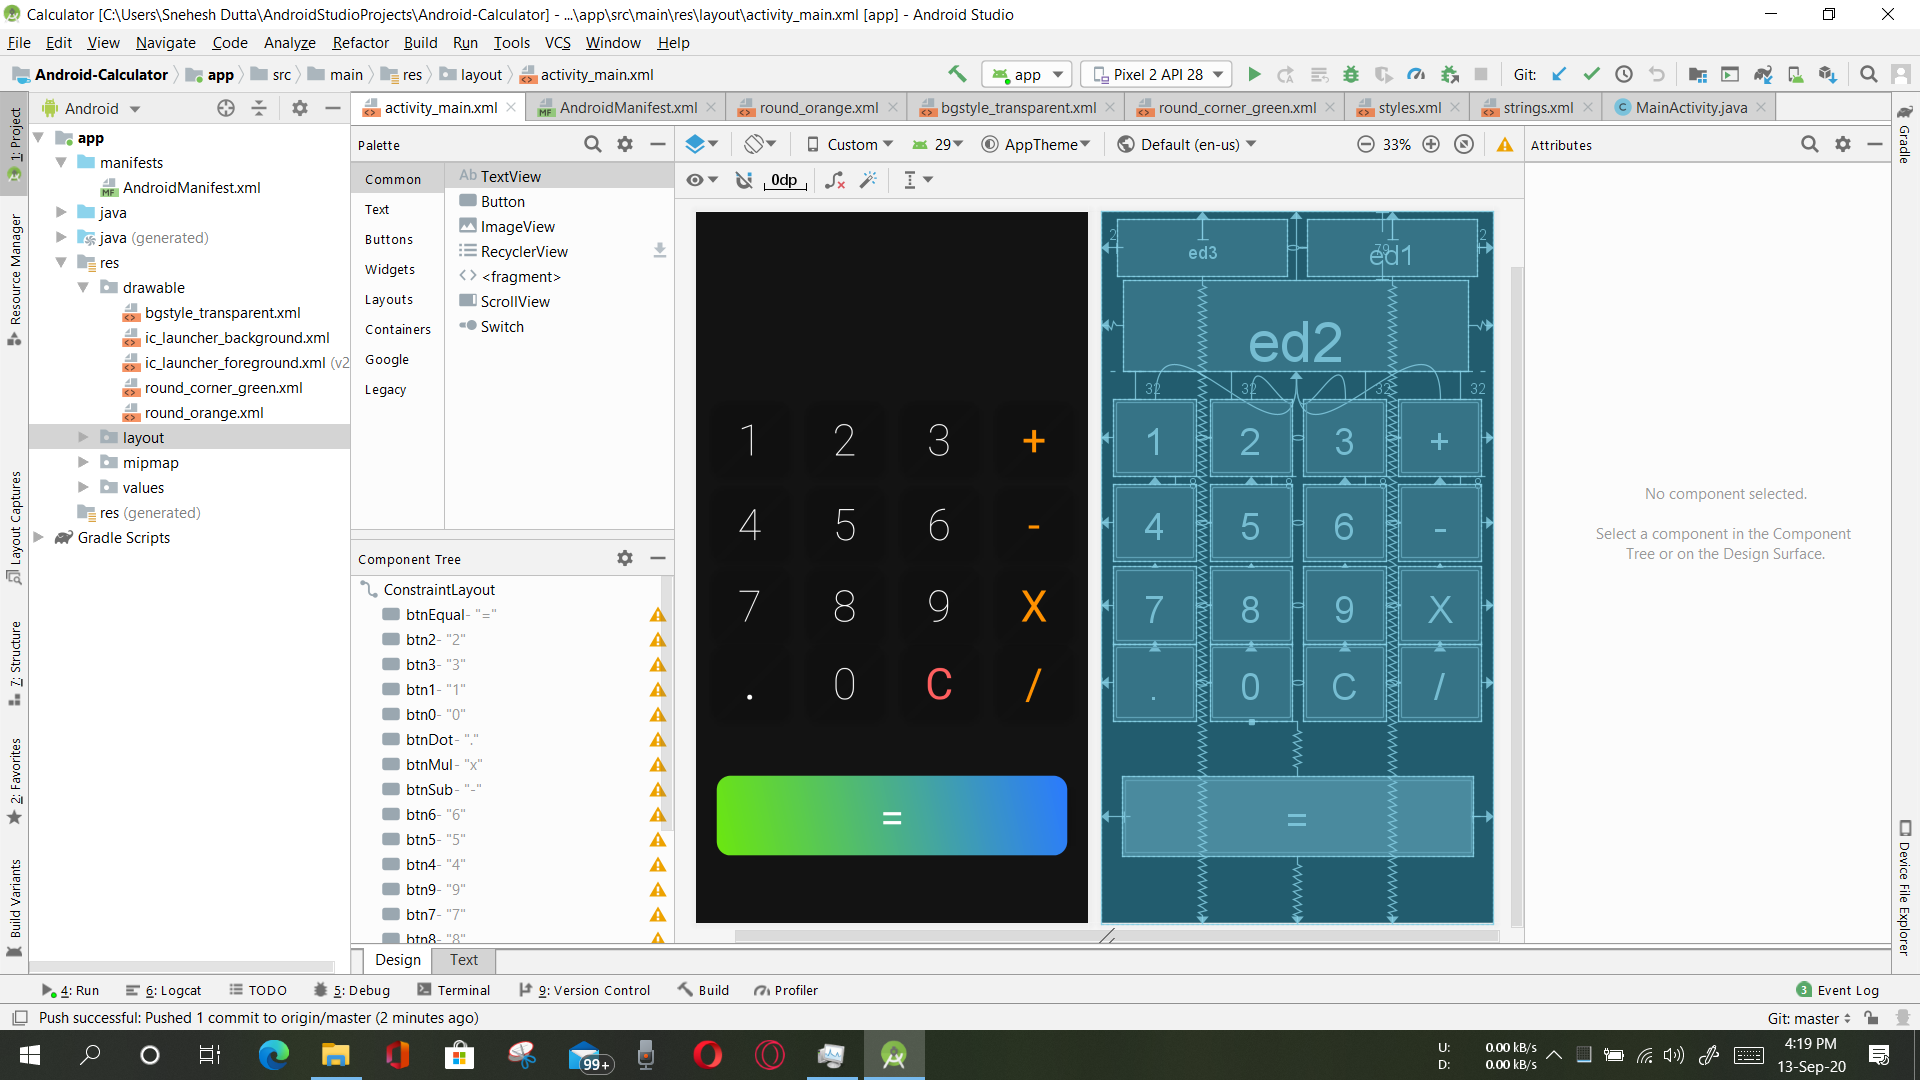 Calculator [C:\Users\Snehesh Dutta\AndroidStudioProjects\Android-Calculator] - ...\app\src\main\res\layout\activity_main.xml [app] - Android Studio
File Edit View Navigate Code Analyze Refactor Build Run Tools VCS Window Help
Android-Calculator app src main res layout activity_main.xml app Pixel 2 API 28 Git:
Android
activity_main.xml AndroidManifest.xml round_orange.xml bgstyle_transparent.xml round_corner_green.xml styles.xml strings.xml MainActivity.java
1: Project
Resource Manager
Layout Captures
7: Structure
2: Favorites
Build Variants
app
manifests
AndroidManifest.xml
java
java (generated)
res
drawable
bgstyle_transparent.xml
ic_launcher_background.xml
ic_launcher_foreground.xml (v2
round_corner_green.xml
round_orange.xml
layout
mipmap
values
res (generated)
Gradle Scripts
Palette
Common
Text
Buttons
Widgets
Layouts
Containers
Google
Legacy
Ab TextView
Button
ImageView
RecyclerView
<fragment>
ScrollView
Switch
Component Tree
ConstraintLayout
btnEqual- "="
btn2- "2"
btn3- "3"
btn1- "1"
btn0- "0"
btnDot- "."
btnMul- "x"
btnSub- "-"
btn6- "6"
btn5- "5"
btn4- "4"
btn9- "9"
btn7- "7"
btn8- "8"
Custom 29 AppTheme Default (en-us) 33%
0dp
1 2 3 +
4 5 6 -
7 8 9 X
. 0 C /
=
2 ed3 79 ed1 2
ed2
32 32 32 32
1 2 3 +
8 8 8
4 5 6 -
7 8 9 X
. 0 C /
=
Attributes
No component selected.
Select a component in the Component
Tree or on the Design Surface.
Gradle
Device File Explorer
Design Text
4: Run 6: Logcat TODO 5: Debug Terminal 9: Version Control Build Profiler 3 Event Log
Push successful: Pushed 1 commit to origin/master (2 minutes ago) Git: master
99+
U: 0.00 kB/s
D: 0.00 kB/s
4:19 PM
13-Sep-20